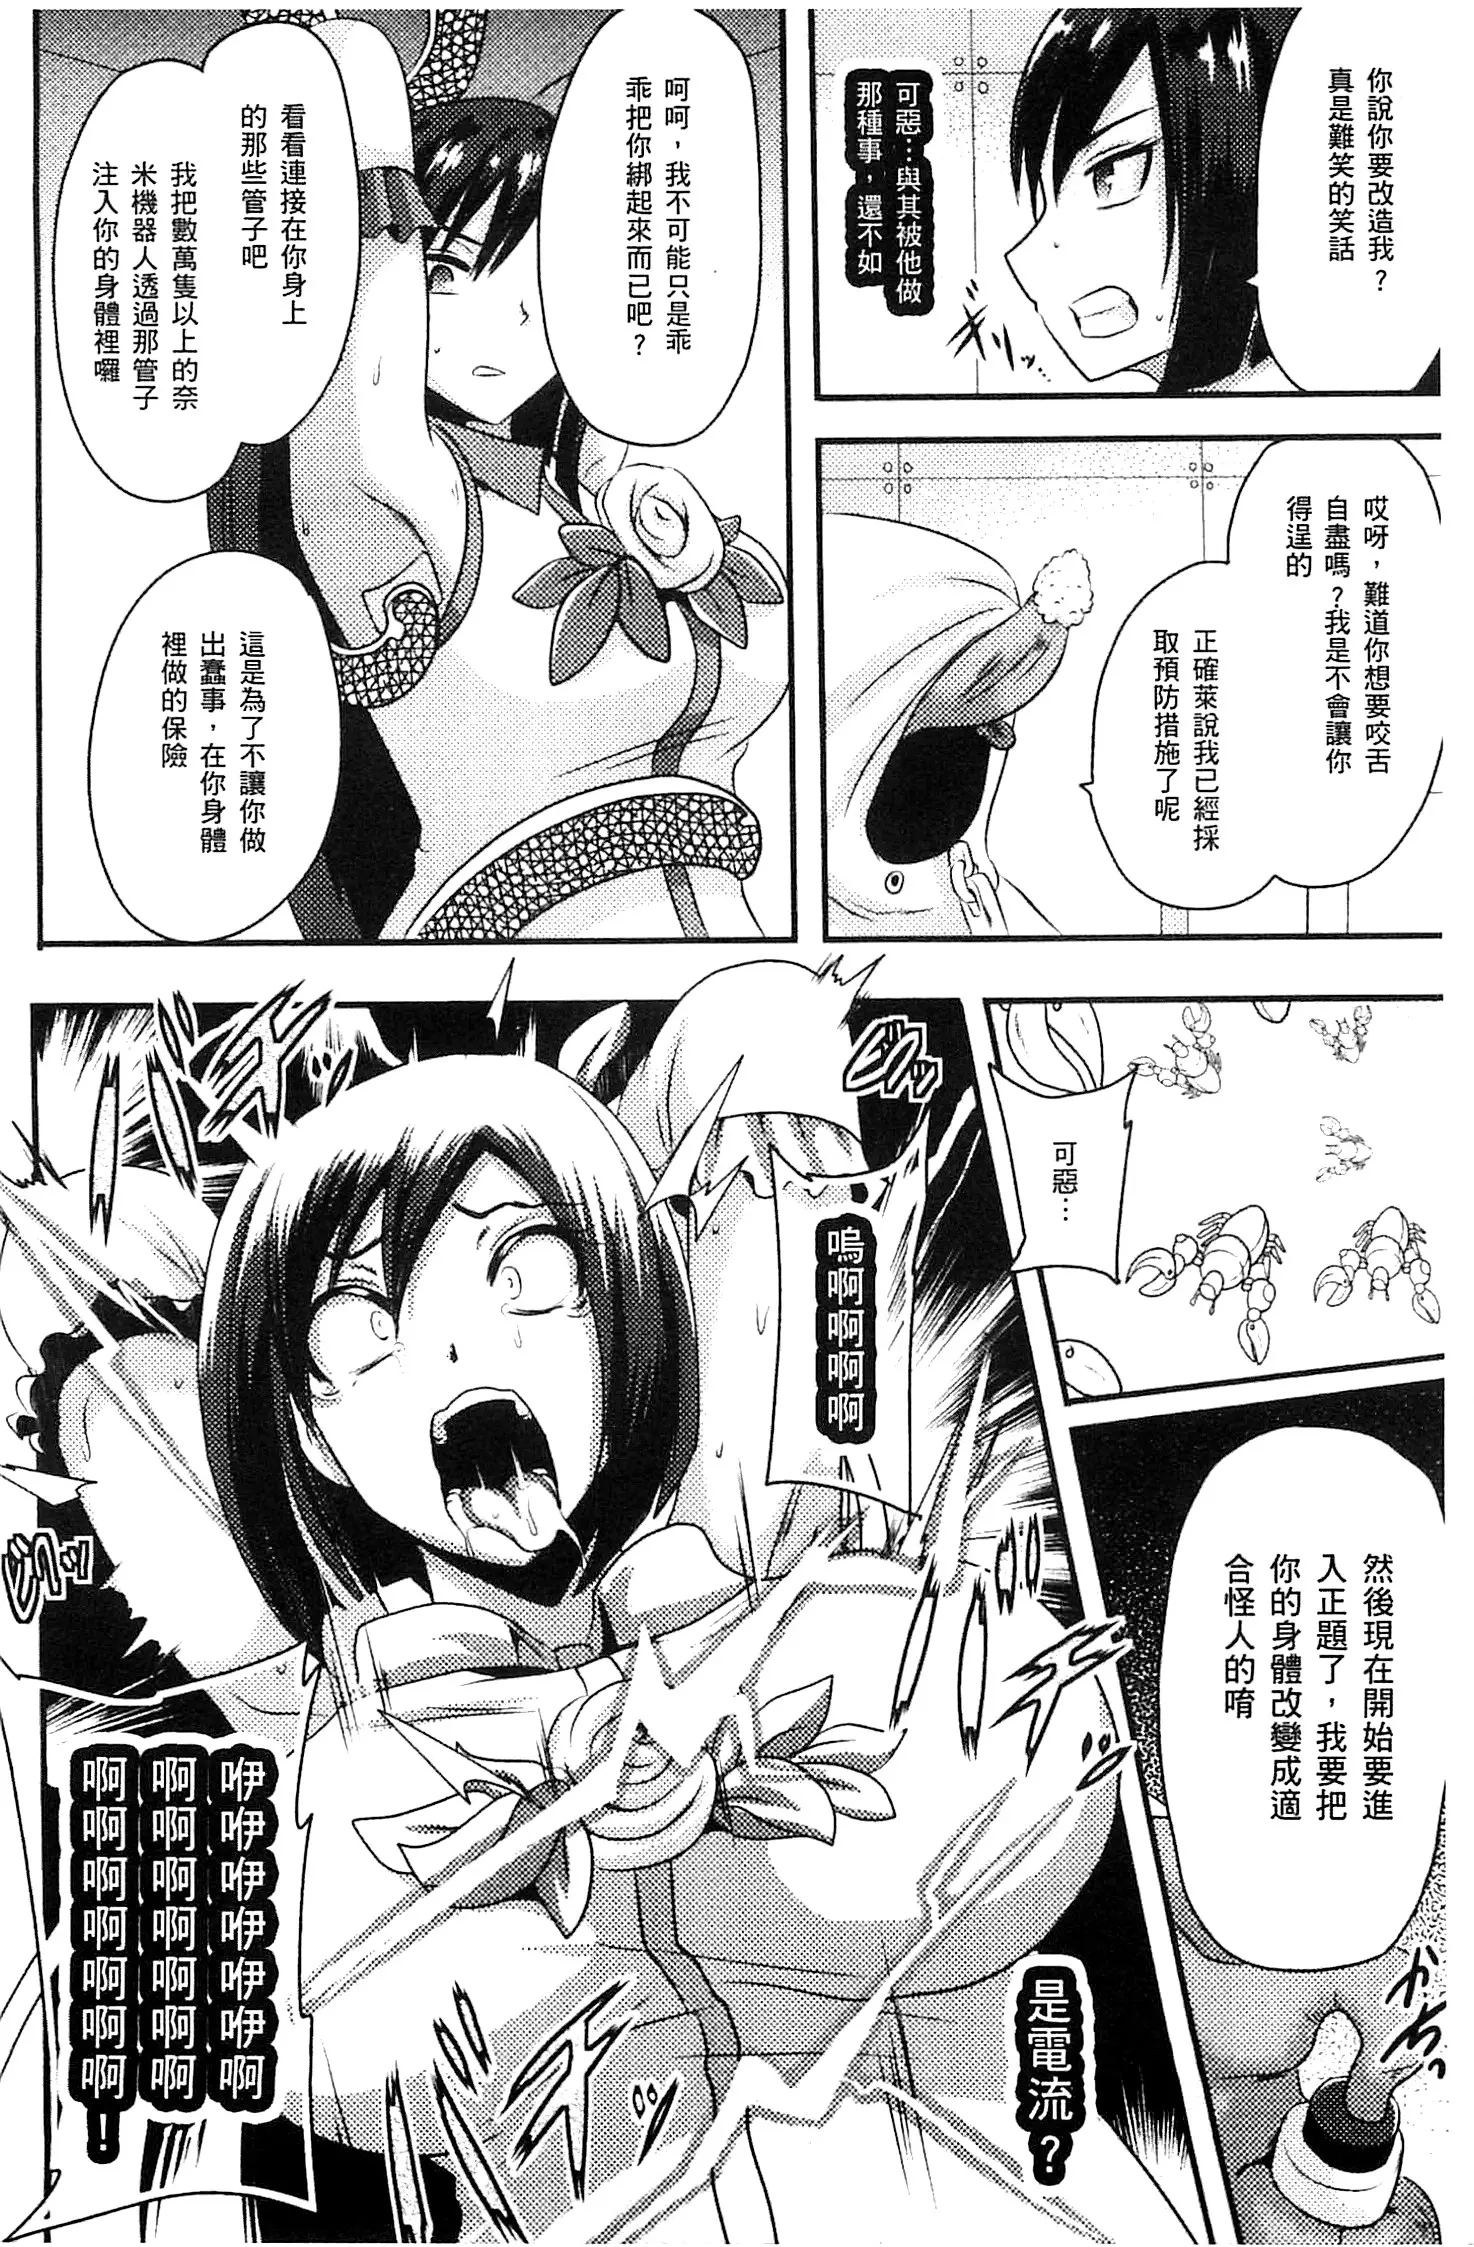 你說你要改造我？
真是難笑的笑話
可惡…與其被他做
那種事，還不如
哎呀，難道你想要咬舌
自盡嗎？我是不會讓你
得逞的
正確萊說我已經採
取預防措施了呢
呵呵，我不可能只是乖
乖把你綁起來而已吧？
看看連接在你身上
的那些管子吧
我把數萬隻以上的奈
米機器人透過那管子
注入你的身體裡囉
這是為了不讓你做
出蠢事，在你身體
裡做的保險
可惡…
然後現在開始要進
入正題了，我要把
你的身體改變成適
合怪人的唷
かちっ
嗚啊啊啊啊
是電流？
咿咿咿咿咿咿啊
啊啊啊啊啊啊啊
啊啊啊啊啊啊啊！